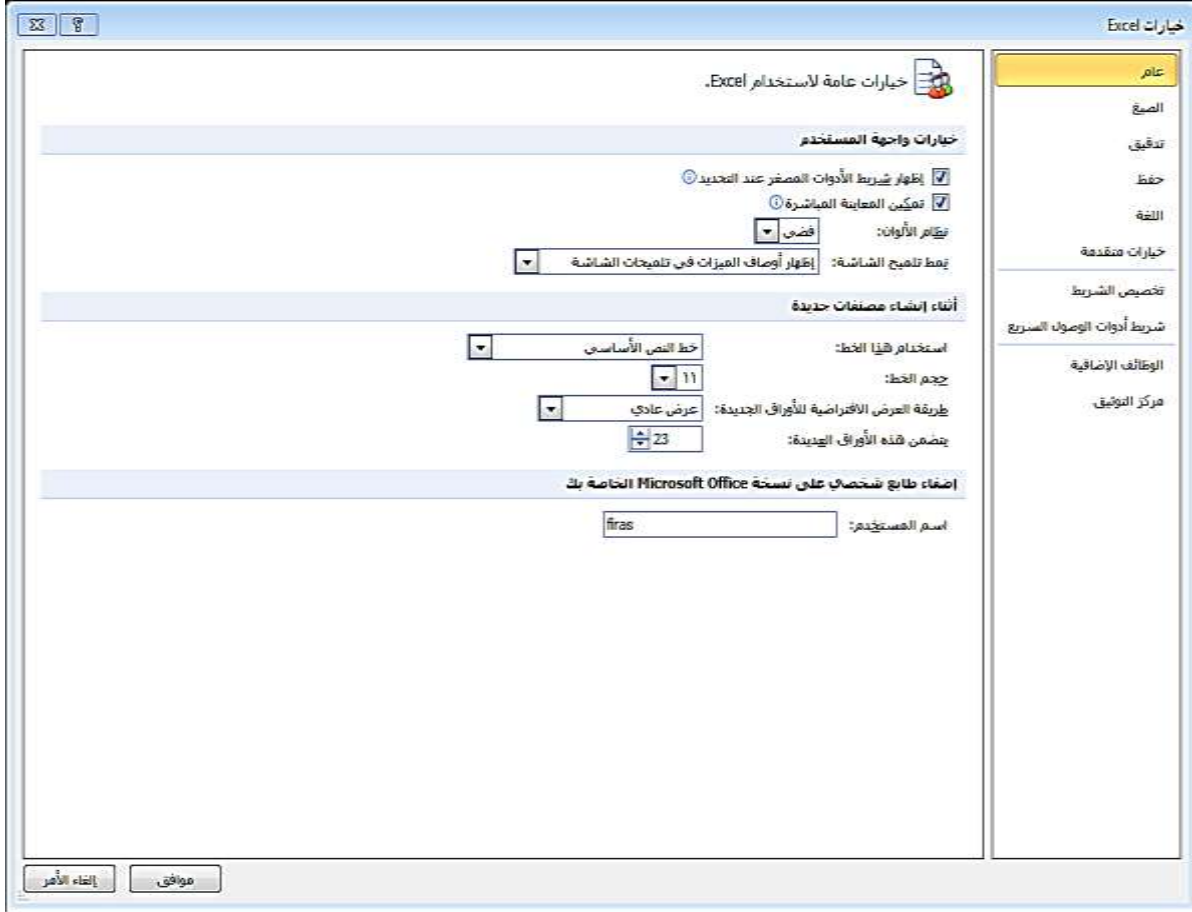 خيارات Excel
عام
الصيغ
تدقيق
حفظ
اللغة
خيارات متقدمة
تخصيص الشريط
شريط أدوات الوصول السريع
الوظائف الإضافية
مركز التوثيق
خيارات عامة لاستخدام Excel.
خيارات واجهة المستخدم
إظهار شريط الأدوات المصغر عند التحديد
تمكين المعاينة المباشرة
نظام الألوان: فضي
نمط تلميح الشاشة: إظهار أوصاف الميزات في تلميحات الشاشة
أثناء إنشاء مصنفات جديدة
استخدام هذا الخط: خط النص الأساسي
حجم الخط: ١١
طريقة العرض الافتراضية للأوراق الجديدة: عرض عادي
يتضمن هذه الأوراق العديدة: 23
إضفاء طابع شخصي على نسخة Microsoft Office الخاصة بك
اسم المستخدم: firas
موافق
إلغاء الأمر